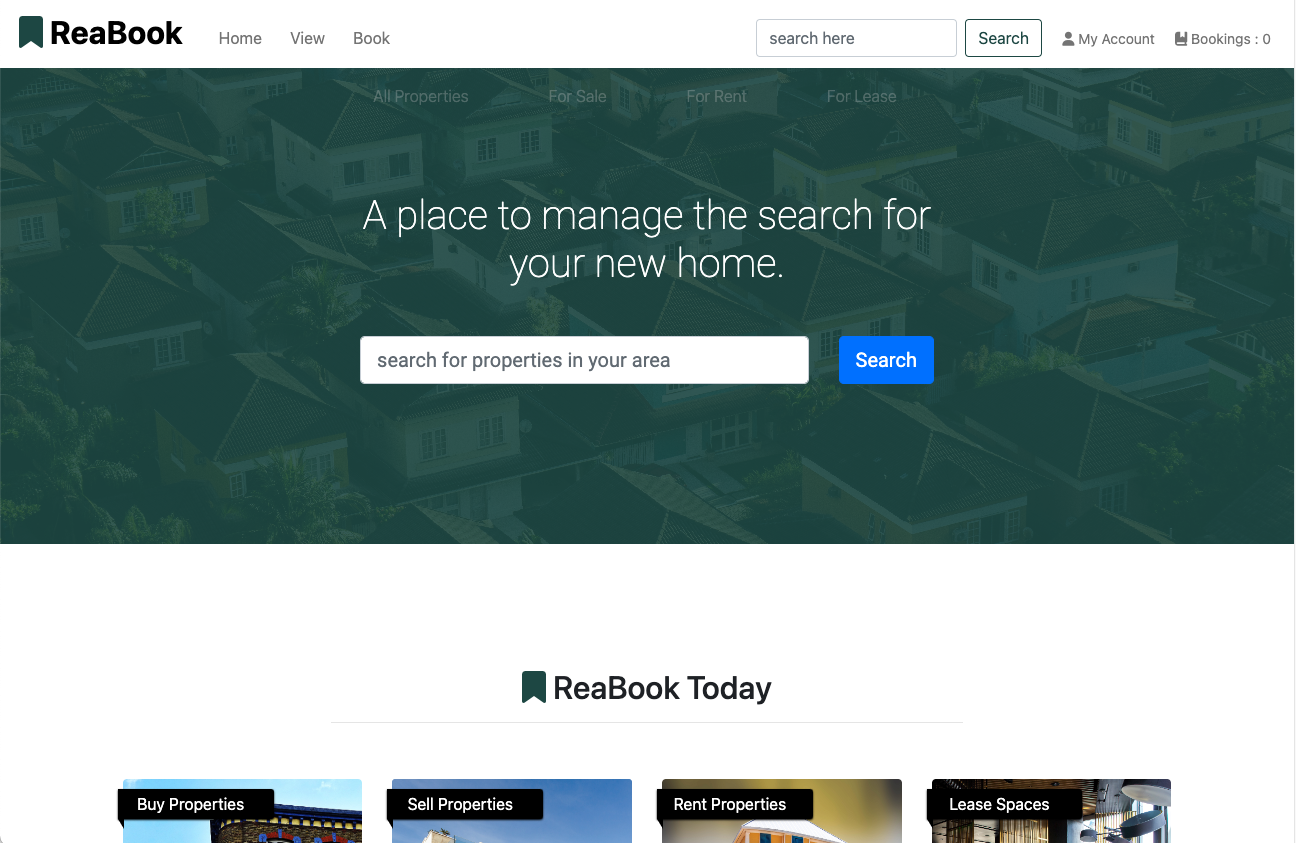 ReaBook
Home View Book search here Search My Account Bookings : 0
All Properties For Sale For Rent For Lease
A place to manage the search for
your new home.
search for properties in your area Search
ReaBook Today
Buy Properties Sell Properties Rent Properties Lease Spaces